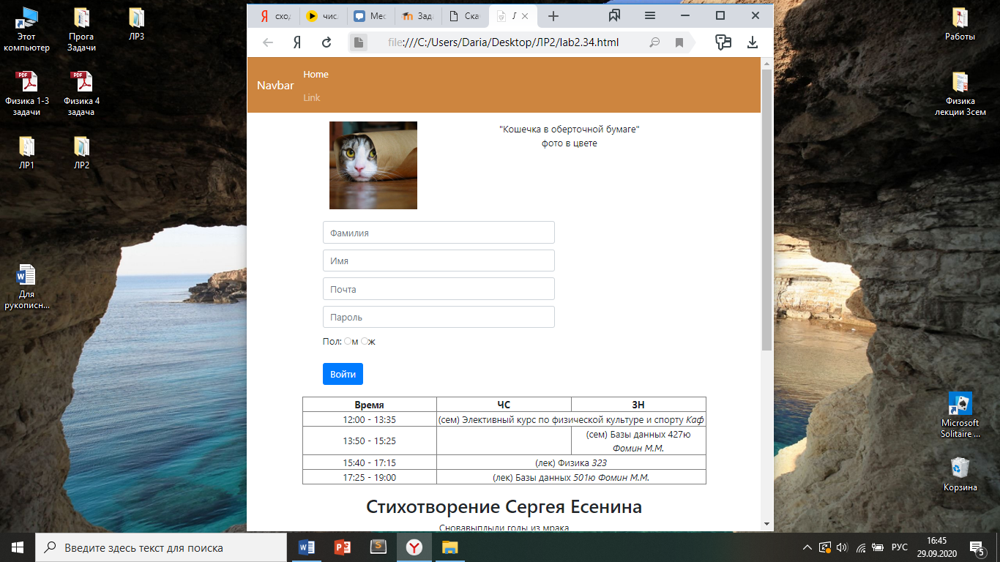 Этот
компьютер
Прога
Задачи
ЛР3
Физика 1-3
задачи
Физика 4
задача
ЛР1
ЛР2
Для
рукописн...
сход
числ
Мес
Зада
Ска
Л
file:///C:/Users/Daria/Desktop/ЛР2/lab2.34.html
Navbar
Home
Link
"Кошечка в оберточной бумаге"
фото в цвете
Фамилия
Имя
Почта
Пароль
Пол: м ж
Войти
Время ЧС ЗН
12:00 - 13:35 (сем) Элективный курс по физической культуре и спорту Каф
13:50 - 15:25 (сем) Базы данных 427ю
Фомин М.М.
15:40 - 17:15 (лек) Физика 323
17:25 - 19:00 (лек) Базы данных 501ю Фомин М.М.
Стихотворение Сергея Есенина
Сновавыплыли годы из мрака
Работы
Физика
лекции 3сем
Microsoft
Solitaire ...
Корзина
Введите здесь текст для поиска
РУС
16:45
29.09.2020
5